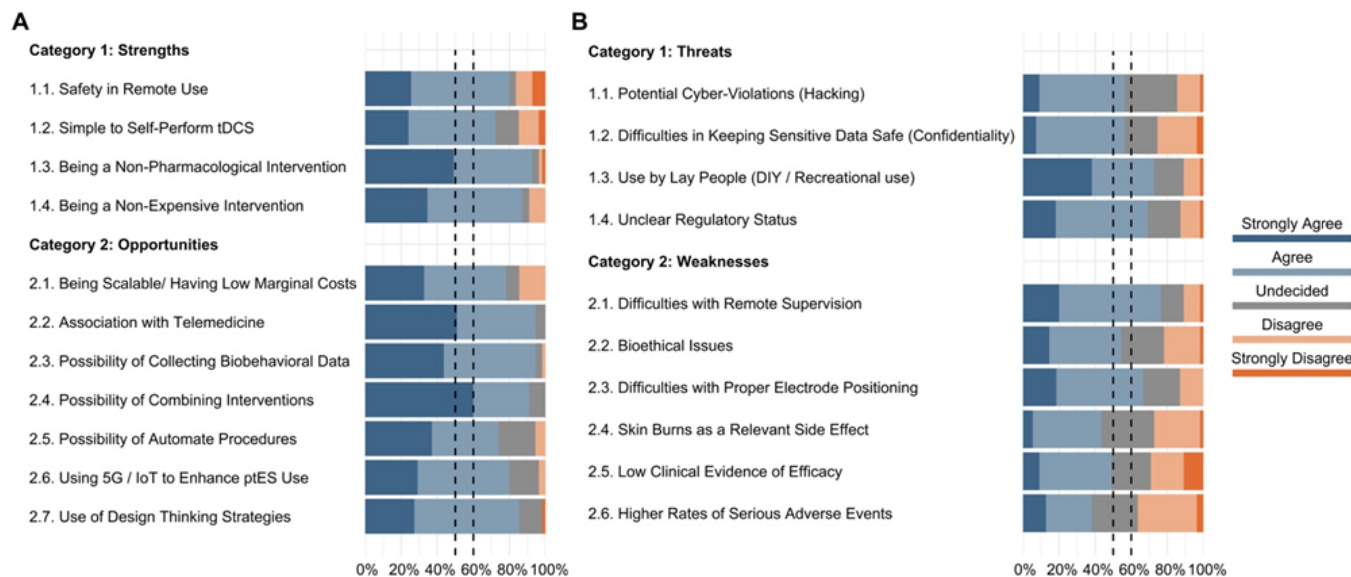 A
Category 1: Strengths
1.1. Safety in Remote Use
1.2. Simple to Self-Perform tDCS
1.3. Being a Non-Pharmacological Intervention
1.4. Being a Non-Expensive Intervention
Category 2: Opportunities
2.1. Being Scalable/ Having Low Marginal Costs
2.2. Association with Telemedicine
2.3. Possibility of Collecting Biobehavioral Data
2.4. Possibility of Combining Interventions
2.5. Possibility of Automate Procedures
2.6. Using 5G / IoT to Enhance ptES Use
2.7. Use of Design Thinking Strategies
0% 20% 40% 60% 80% 100%
B
Category 1: Threats
1.1. Potential Cyber-Violations (Hacking)
1.2. Difficulties in Keeping Sensitive Data Safe (Confidentiality)
1.3. Use by Lay People (DIY / Recreational use)
1.4. Unclear Regulatory Status
Category 2: Weaknesses
2.1. Difficulties with Remote Supervision
2.2. Bioethical Issues
2.3. Difficulties with Proper Electrode Positioning
2.4. Skin Burns as a Relevant Side Effect
2.5. Low Clinical Evidence of Efficacy
2.6. Higher Rates of Serious Adverse Events
0% 20% 40% 60% 80% 100%
Strongly Agree
Agree
Undecided
Disagree
Strongly Disagree